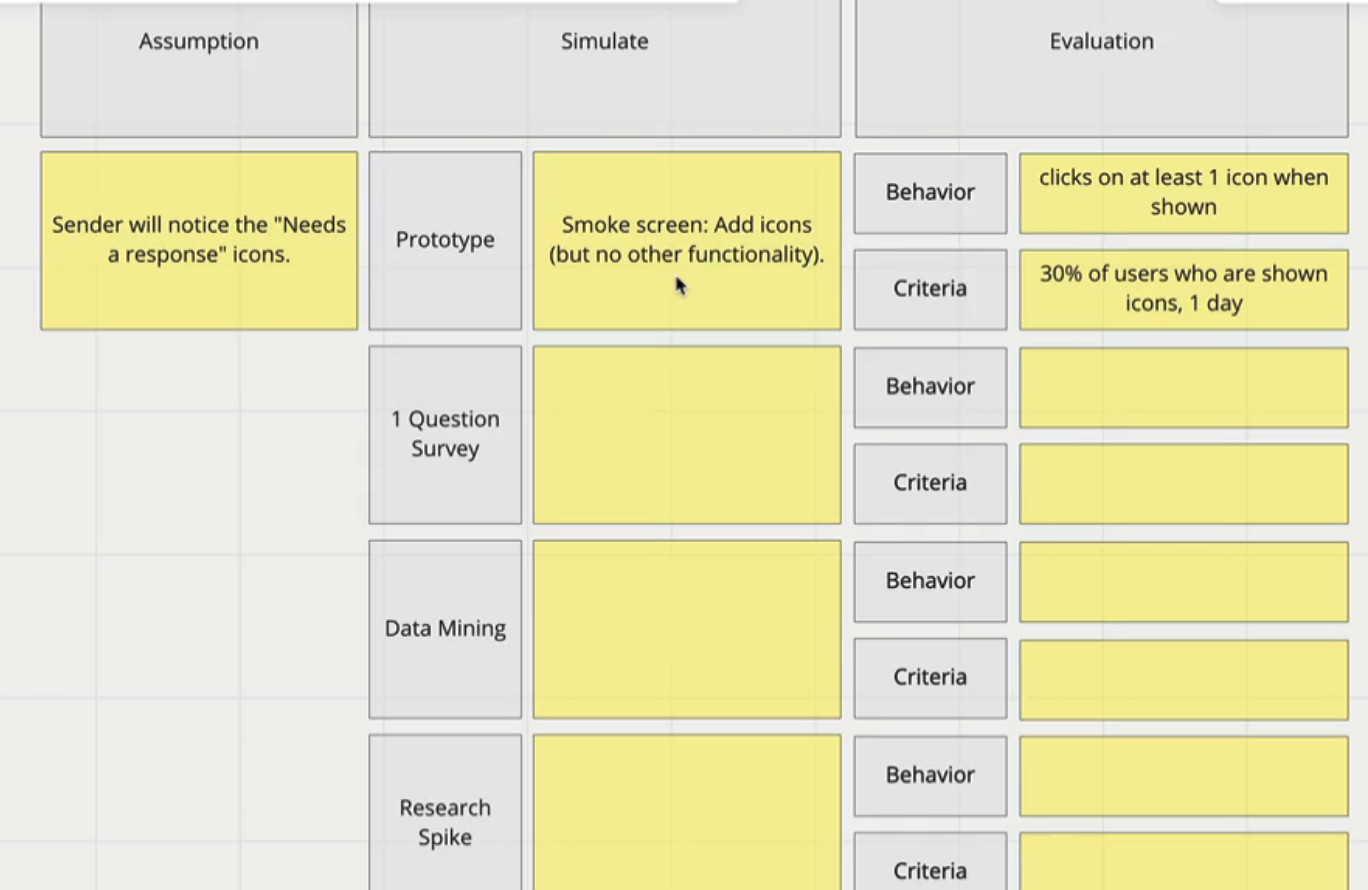 Assumption
Simulate
Evaluation
Sender will notice the "Needs
a response" icons.
Prototype
Smoke screen: Add icons
(but no other functionality).
Behavior
clicks on at least 1 icon when
shown
Criteria
30% of users who are shown
icons, 1 day
1 Question
Survey
Behavior
Criteria
Data Mining
Behavior
Criteria
Research
Spike
Behavior
Criteria